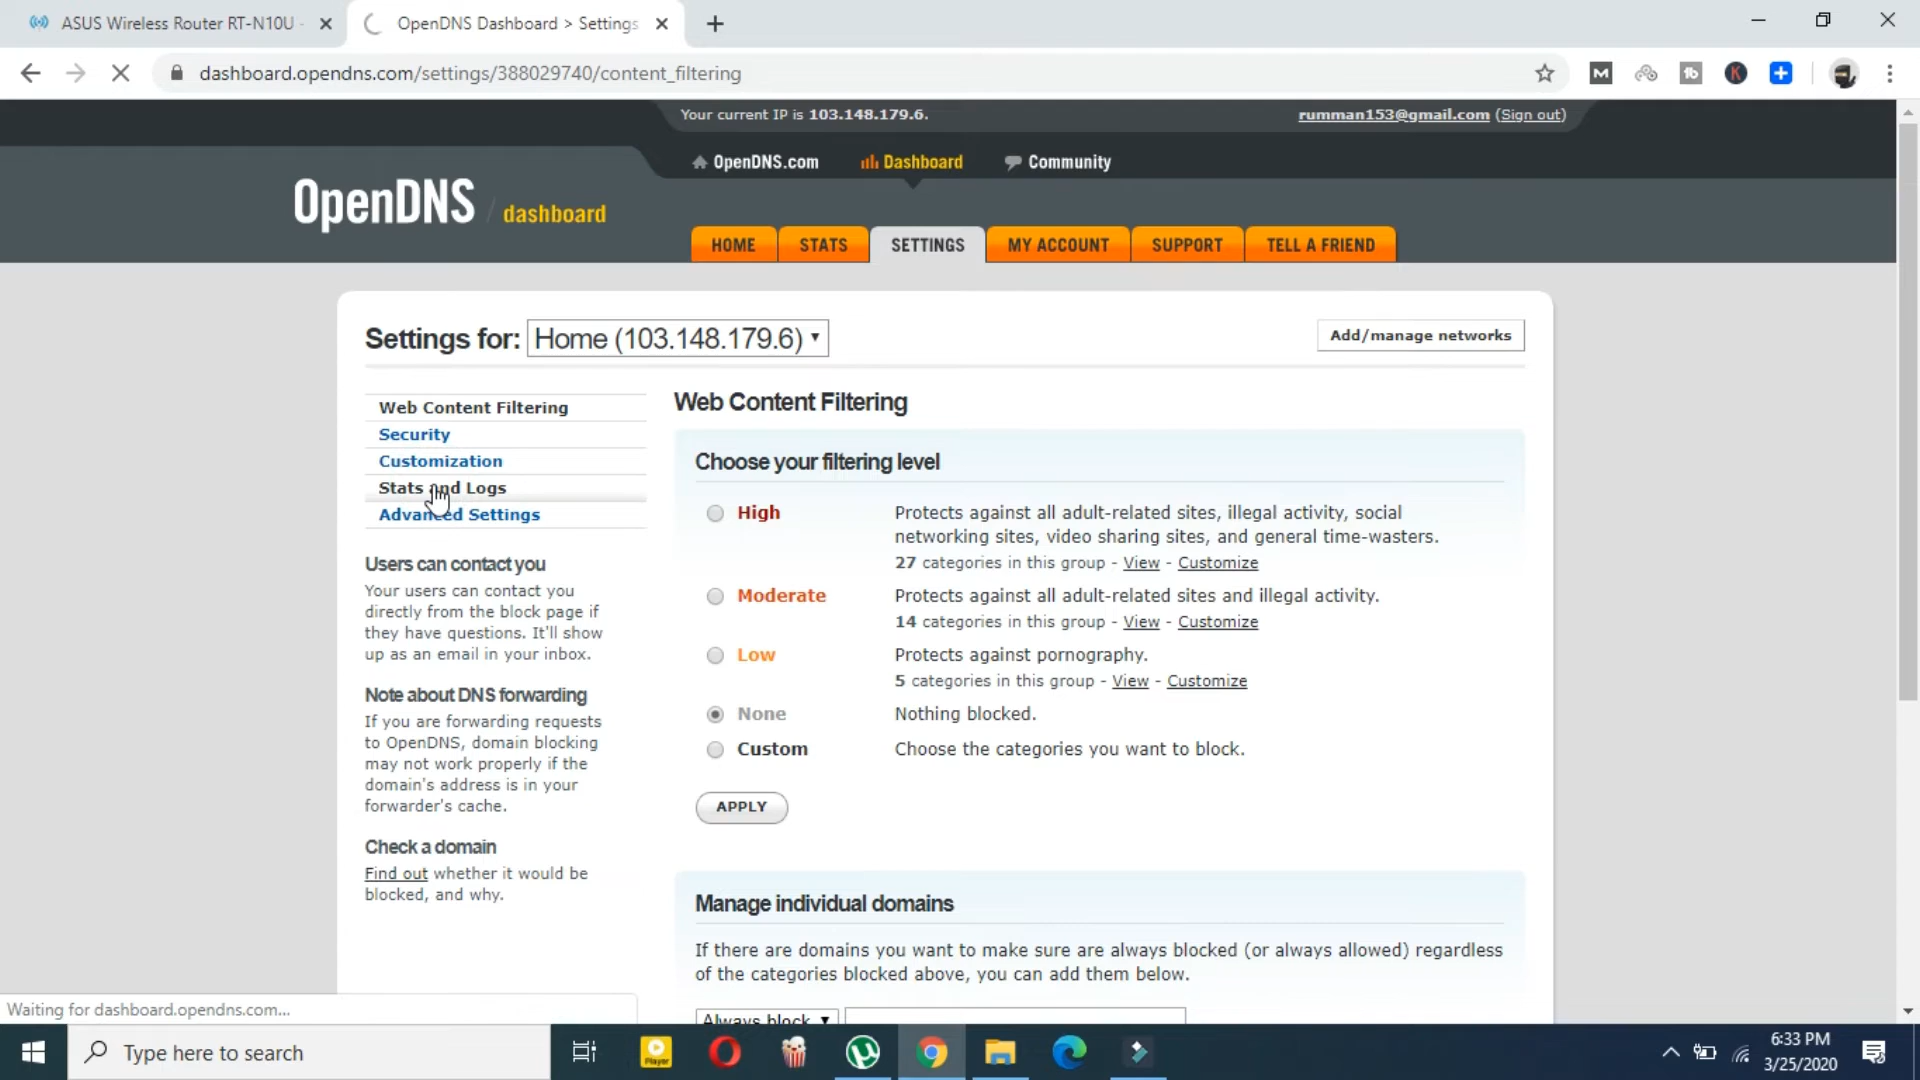 ASUS Wireless Router RT-N10U -
OpenDNS Dashboard > Settings
dashboard.opendns.com/settings/388029740/content_filtering
Your current IP is 103.148.179.6.
rumman153@gmail.com (Sign out)
OpenDNS.com
Dashboard
Community
OpenDNS / dashboard
HOME
STATS
SETTINGS
MY ACCOUNT
SUPPORT
TELL A FRIEND
Settings for: Home (103.148.179.6)
Add/manage networks
Web Content Filtering
Security
Customization
Stats and Logs
Advanced Settings
Users can contact you
Your users can contact you
directly from the block page if
they have questions. It'll show
up as an email in your inbox.
Note about DNS forwarding
If you are forwarding requests
to OpenDNS, domain blocking
may not work properly if the
domain's address is in your
forwarder's cache.
Check a domain
Find out whether it would be
blocked, and why.
Web Content Filtering
Choose your filtering level
High
Protects against all adult-related sites, illegal activity, social
networking sites, video sharing sites, and general time-wasters.
27 categories in this group - View - Customize
Moderate
Protects against all adult-related sites and illegal activity.
14 categories in this group - View - Customize
Low
Protects against pornography.
5 categories in this group - View - Customize
None
Nothing blocked.
Custom
Choose the categories you want to block.
APPLY
Manage individual domains
If there are domains you want to make sure are always blocked (or always allowed) regardless
of the categories blocked above, you can add them below.
Always block
Waiting for dashboard.opendns.com...
Type here to search
Player
6:33 PM
3/25/2020